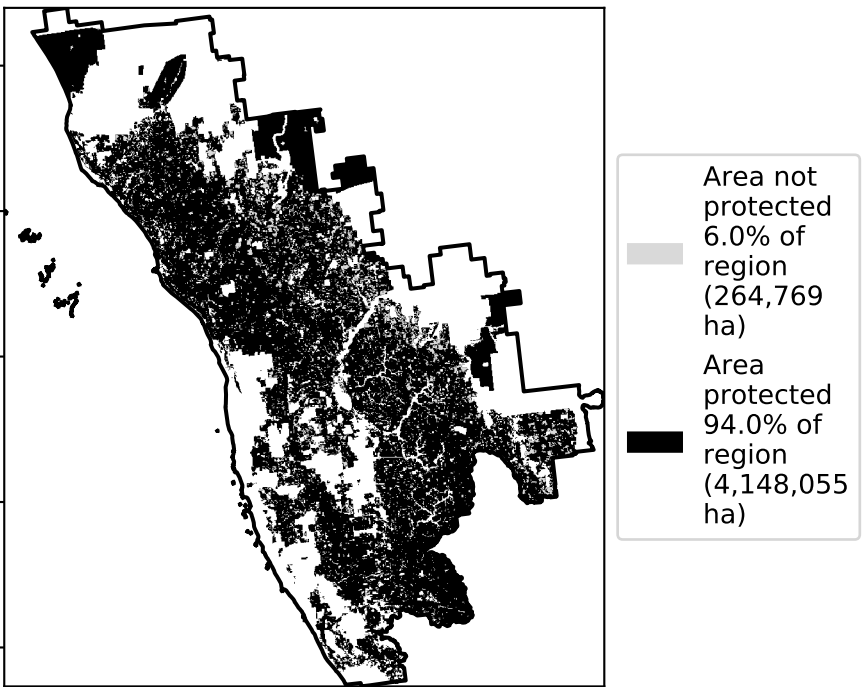 Area not
protected
6.0% of
region
(264,769
ha)
Area
protected
94.0% of
region
(4,148,055
ha)